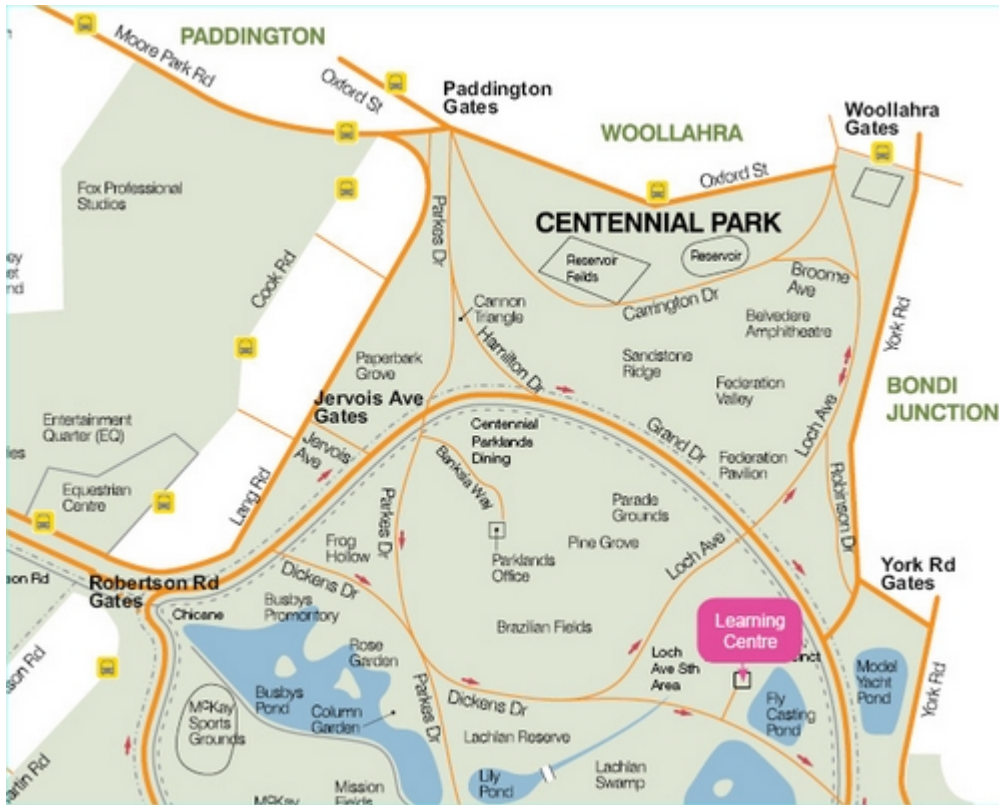 PADDINGTON
Moore Park Rd
Oxford St
Paddington
Gates
WOOLLAHRA
Woollahra
Gates
Oxford St
Fox Professional
Studios
CENTENNIAL PARK
Parkes Dr
Reservoir
Feilds
Reservoir
Broome
Ave
Cook Rd
Carrington Dr
Cannon
Triangle
Belvedere
Amphitheatre
York Rd
Hamilton Dr
Paperbark
Grove
Sandstone
Ridge
Federation
Valley
Jervois Ave
Gates
BONDI
JUNCTION
Loch Ave
Entertainment
Quarter (EQ)
Grand Dr
Centennial
Parklands
Dining
Jervois
Ave
Banksia Way
Federation
Pavilion
Equestrian
Centre
Lang Rd
Parkes Dr
Parade
Grounds
Robinson Dr
Frog
Hollow
Pine Grove
Parklands
Office
Loch Ave
York Rd
Gates
Robertson Rd
Gates
Dickens Dr
Chicane
Busbys
Promontory
Brazilian Fields
Learning
Centre
Rose
Garden
Loch
Ave Sth
Area
Model
Yacht
Pond
Busbys
Pond
Column
Garden
Parkes Dr
Dickens Dr
Fly
Casting
Pond
York Rd
McKay
Sports
Grounds
Lachlan Reserve
Lily
Pond
Lachlan
Swamp
Mission
Fields
McKay